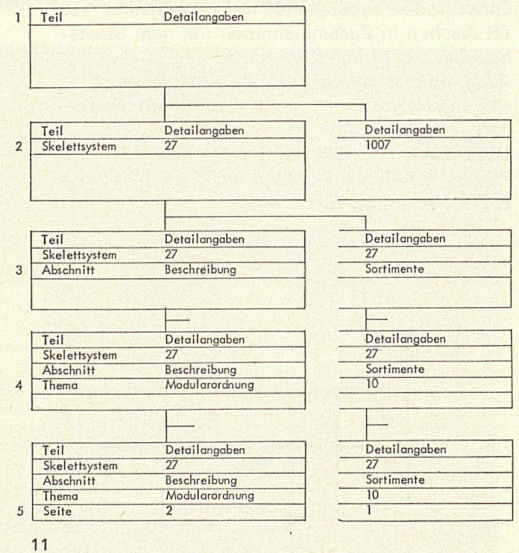 1 Teil Detailangaben
Teil Detailangaben Detailangaben
2 Skelettsystem 27 1007
Teil Detailangaben Detailangaben
Skelettsystem 27 27
3 Abschnitt Beschreibung Sortimente
Teil Detailangaben Detailangaben
Skelettsystem 27 27
Abschnitt Beschreibung Sortimente
4 Thema Modularordnung 10
Teil Detailangaben Detailangaben
Skelettsystem 27 27
Abschnitt Beschreibung Sortimente
Thema Modularordnung 10
5 Seite 2 1
11